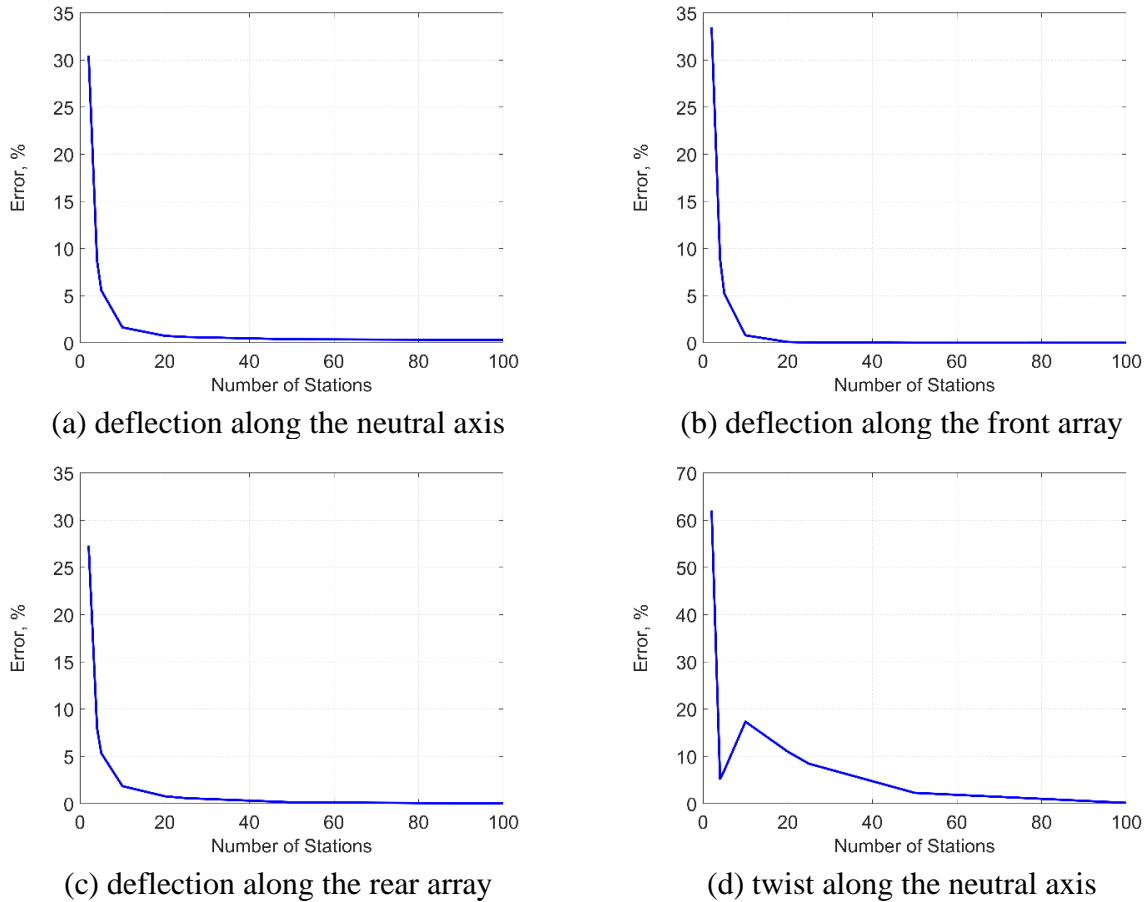 35
30
25
20
15
10
5
0
Error, %
0 20 40 60 80 100
Number of Stations
(a) deflection along the neutral axis
35
30
25
20
15
10
5
0
Error, %
0 20 40 60 80 100
Number of Stations
(b) deflection along the front array
35
30
25
20
15
10
5
0
Error, %
0 20 40 60 80 100
Number of Stations
(c) deflection along the rear array
70
60
50
40
30
20
10
0
Error, %
0 20 40 60 80 100
Number of Stations
(d) twist along the neutral axis